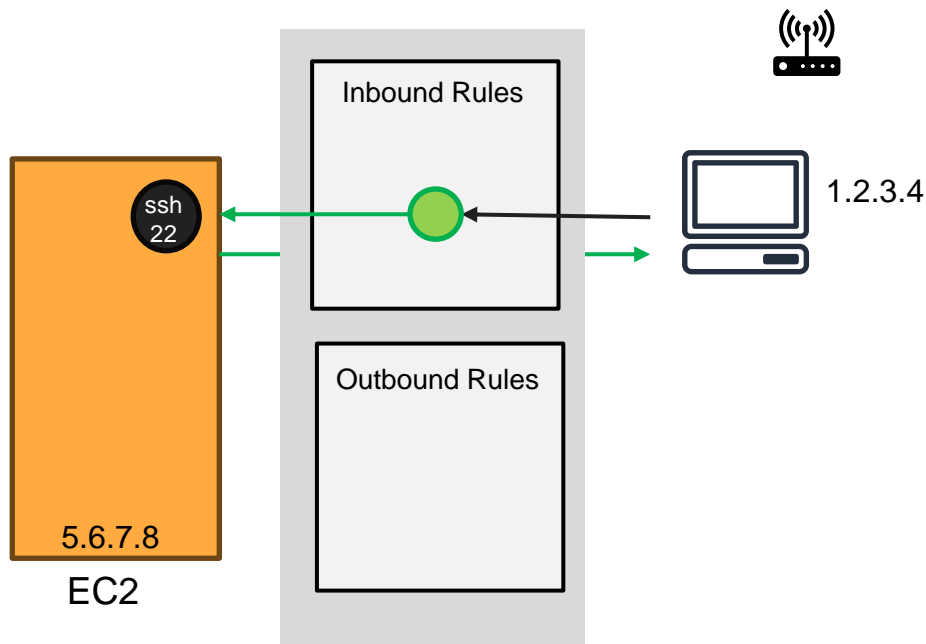 Inbound Rules
1.2.3.4
ssh
22
Outbound Rules
5.6.7.8
EC2